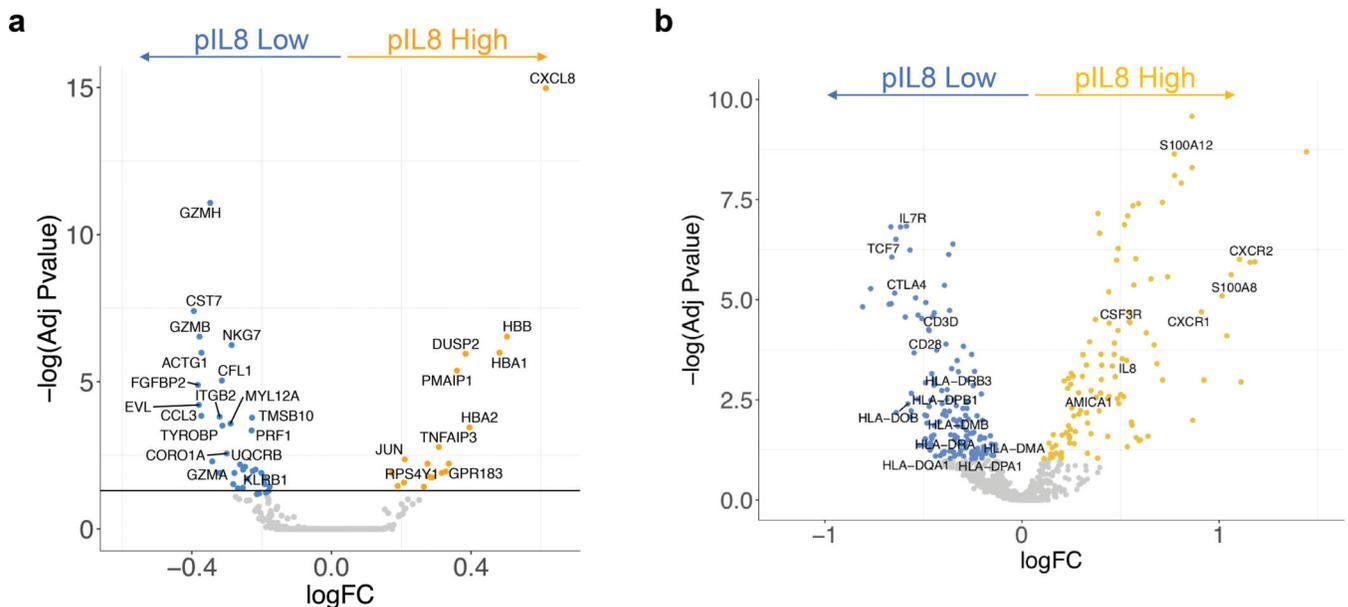 a
pIL8 Low pIL8 High
15
10
5
0
−log(Adj Pvalue)
CXCL8
GZMH
CST7
GZMB
NKG7
ACTG1
CFL1
FGFBP2
ITGB2
MYL12A
EVL
CCL3
TMSB10
TYROBP
PRF1
CORO1A
UQCRB
GZMA
KLRB1
HBB
DUSP2
HBA1
PMAIP1
HBA2
TNFAIP3
JUN
RPS4Y1
GPR183
−0.4 0.0 0.4
logFC
b
pIL8 Low pIL8 High
10.0
7.5
5.0
2.5
0.0
−log(Adj Pvalue)
S100A12
IL7R
TCF7
CXCR2
CTLA4
S100A8
CD3D
CSF3R
CXCR1
CD28
IL8
HLA−DRB3
HLA−DPB1
AMICA1
HLA−DOB
HLA−DMB
HLA−DRA
HLA−DMA
HLA−DQA1
HLA−DPA1
−1 0 1
logFC